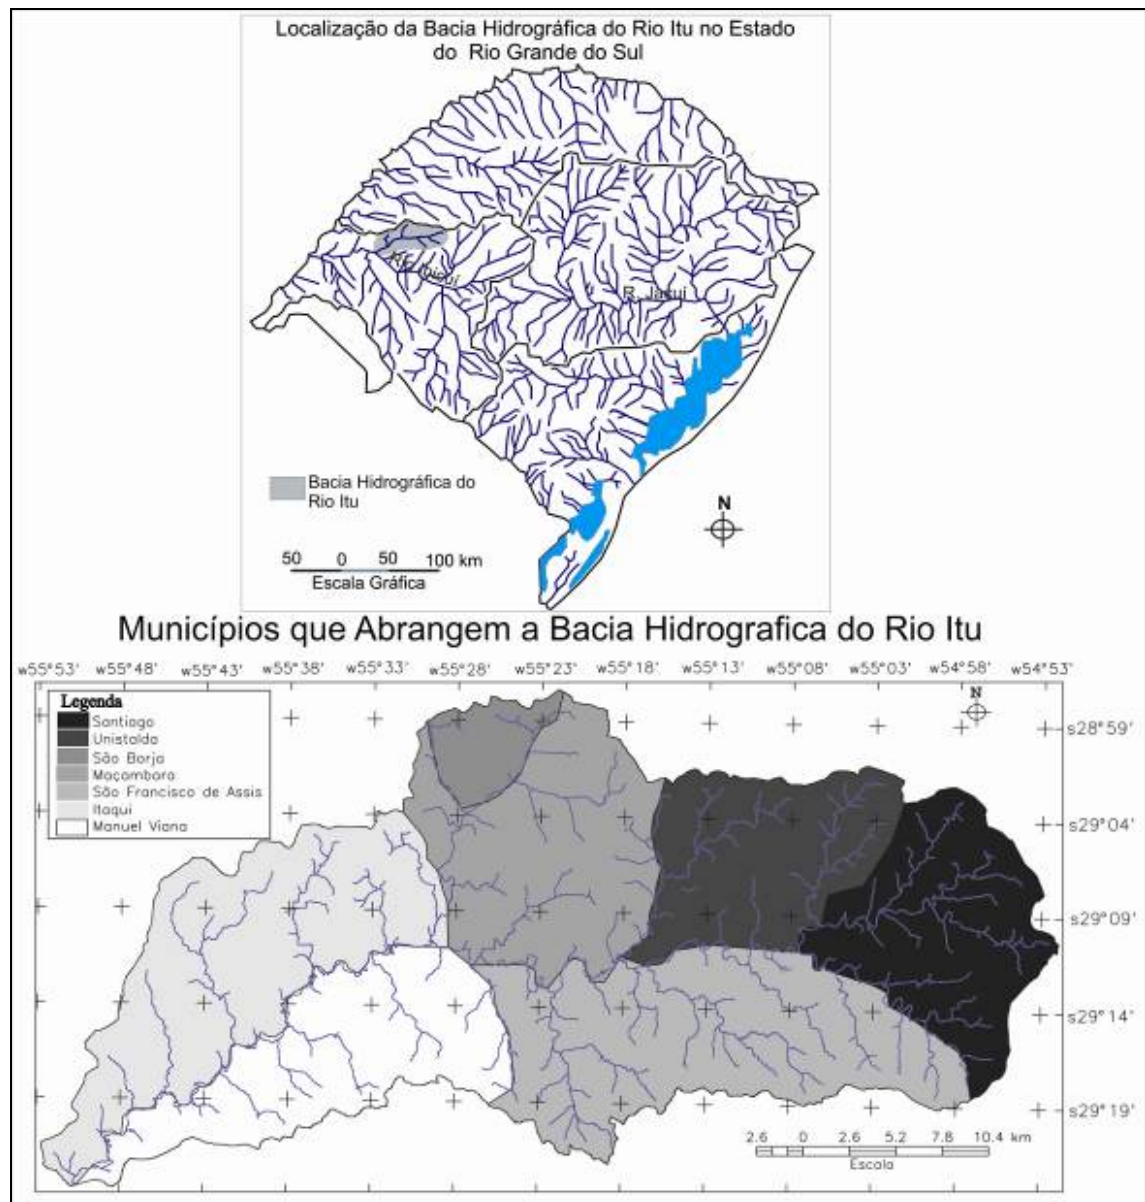 Localização da Bacia Hidrográfica do Rio Itu no Estado
do Rio Grande do Sul
R. Ibicuí
R. Jacuí
Bacia Hidrográfica do
Rio Itu
N
50 0 50 100 km
Escala Gráfica
Municípios que Abrangem a Bacia Hidrografica do Rio Itu
w55°53' w55°48' w55°43' w55°38' w55°33' w55°28' w55°23' w55°18' w55°13' w55°08' w55°03' w54°58' w54°53'
Legenda
Santiago
Unistalda
São Borja
Maçambara
São Francisco de Assis
Itaqui
Manuel Viana
N
s28°59'
s29°04'
s29°09'
s29°14'
s29°19'
2.6 0 2.6 5.2 7.8 10.4 km
Escala